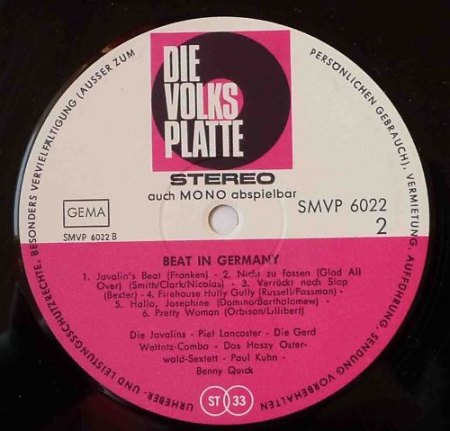 DIE
VOLKS
PLATTE
STEREO
auch MONO abspielbar
GEMA
SMVP 6022 B
SMVP 6022
2
BEAT IN GERMANY
1. Javalin's Beat (Franken) - 2. Nicht zu fassen (Glad All
Over) (Smith/Clark/Nicolas) - 3. Verrückt nach Slop
(Bexter) - 4. Firehouse Hully Gully (Russell/Passman) -
5. Hallo, Josephine (Domino/Bartholomew) -
6. Pretty Woman (Orbison/Lillibert)
Die Javalins - Piet Lancaster - Die Gerd
Wattnitz-Combo - Das Haszy Oster-
wald-Sextett - Paul Kuhn -
Benny Quick
ST 33
URHEBER- UND LEISTUNGSSCHUTZRECHTE, BESONDERS VERVIELFÄLTIGUNG (AUSSER ZUM PERSÖNLICHEN GEBRAUCH), VERMIETUNG, AUFFÜHRUNG, SENDUNG VORBEHALTEN